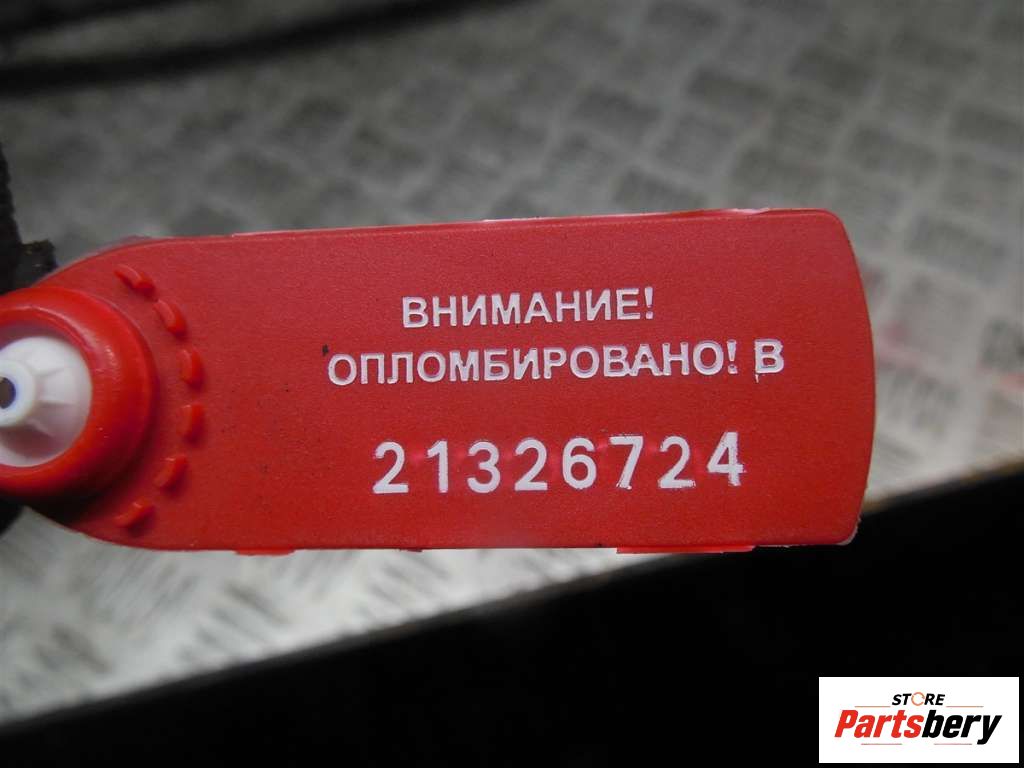 ВНИМАНИЕ!
ОПЛОМБИРОВАНО! В
21326724
STORE
Partsbery